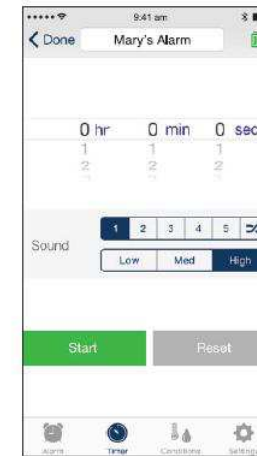 9:41 am
Done Mary's Alarm
0 hr 0 min 0 sec
1 1 1
2 2 2
Sound 1 2 3 4 5
Low Med High
Start Reset
Alarm Timer Conditions Settings